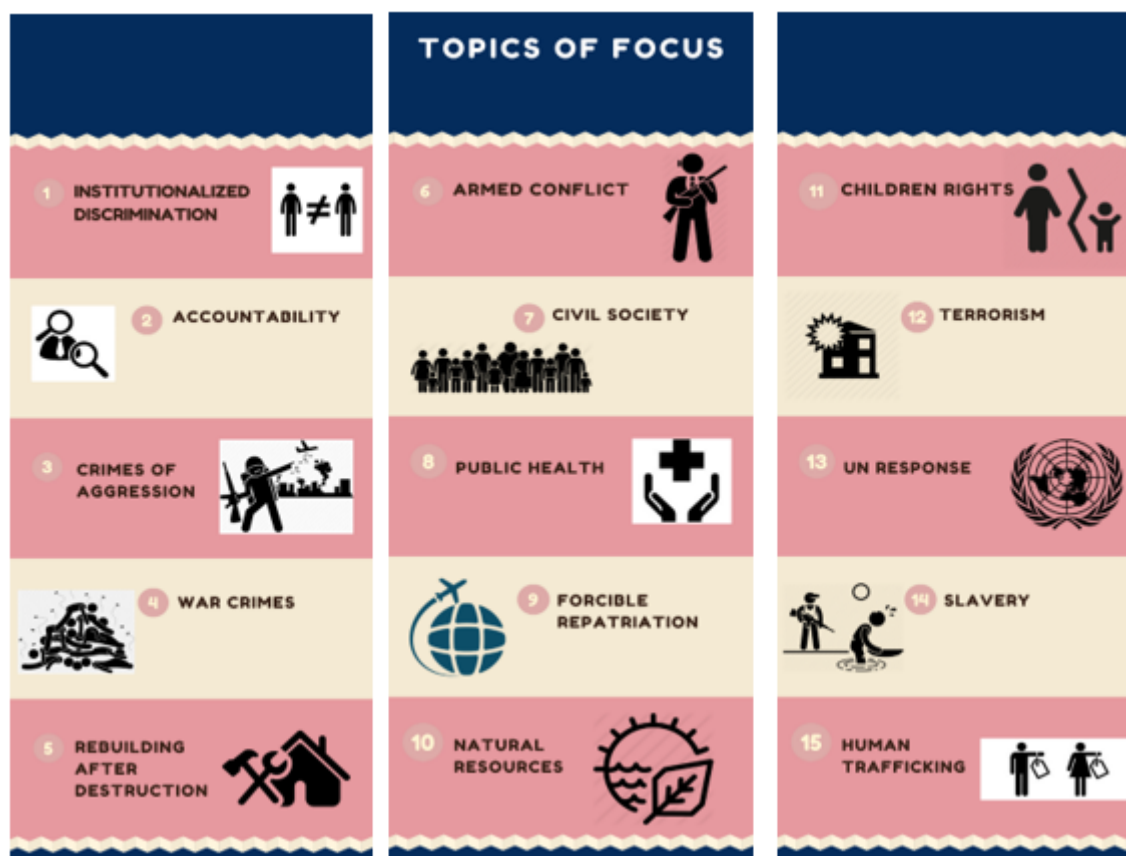 TOPICS OF FOCUS
1 INSTITUTIONALIZED
DISCRIMINATION
2 ACCOUNTABILITY
3 CRIMES OF
AGGRESSION
4 WAR CRIMES
5 REBUILDING
AFTER
DESTRUCTION
6 ARMED CONFLICT
7 CIVIL SOCIETY
8 PUBLIC HEALTH
9 FORCIBLE
REPATRIATION
10 NATURAL
RESOURCES
11 CHILDREN RIGHTS
12 TERRORISM
13 UN RESPONSE
14 SLAVERY
15 HUMAN
TRAFFICKING